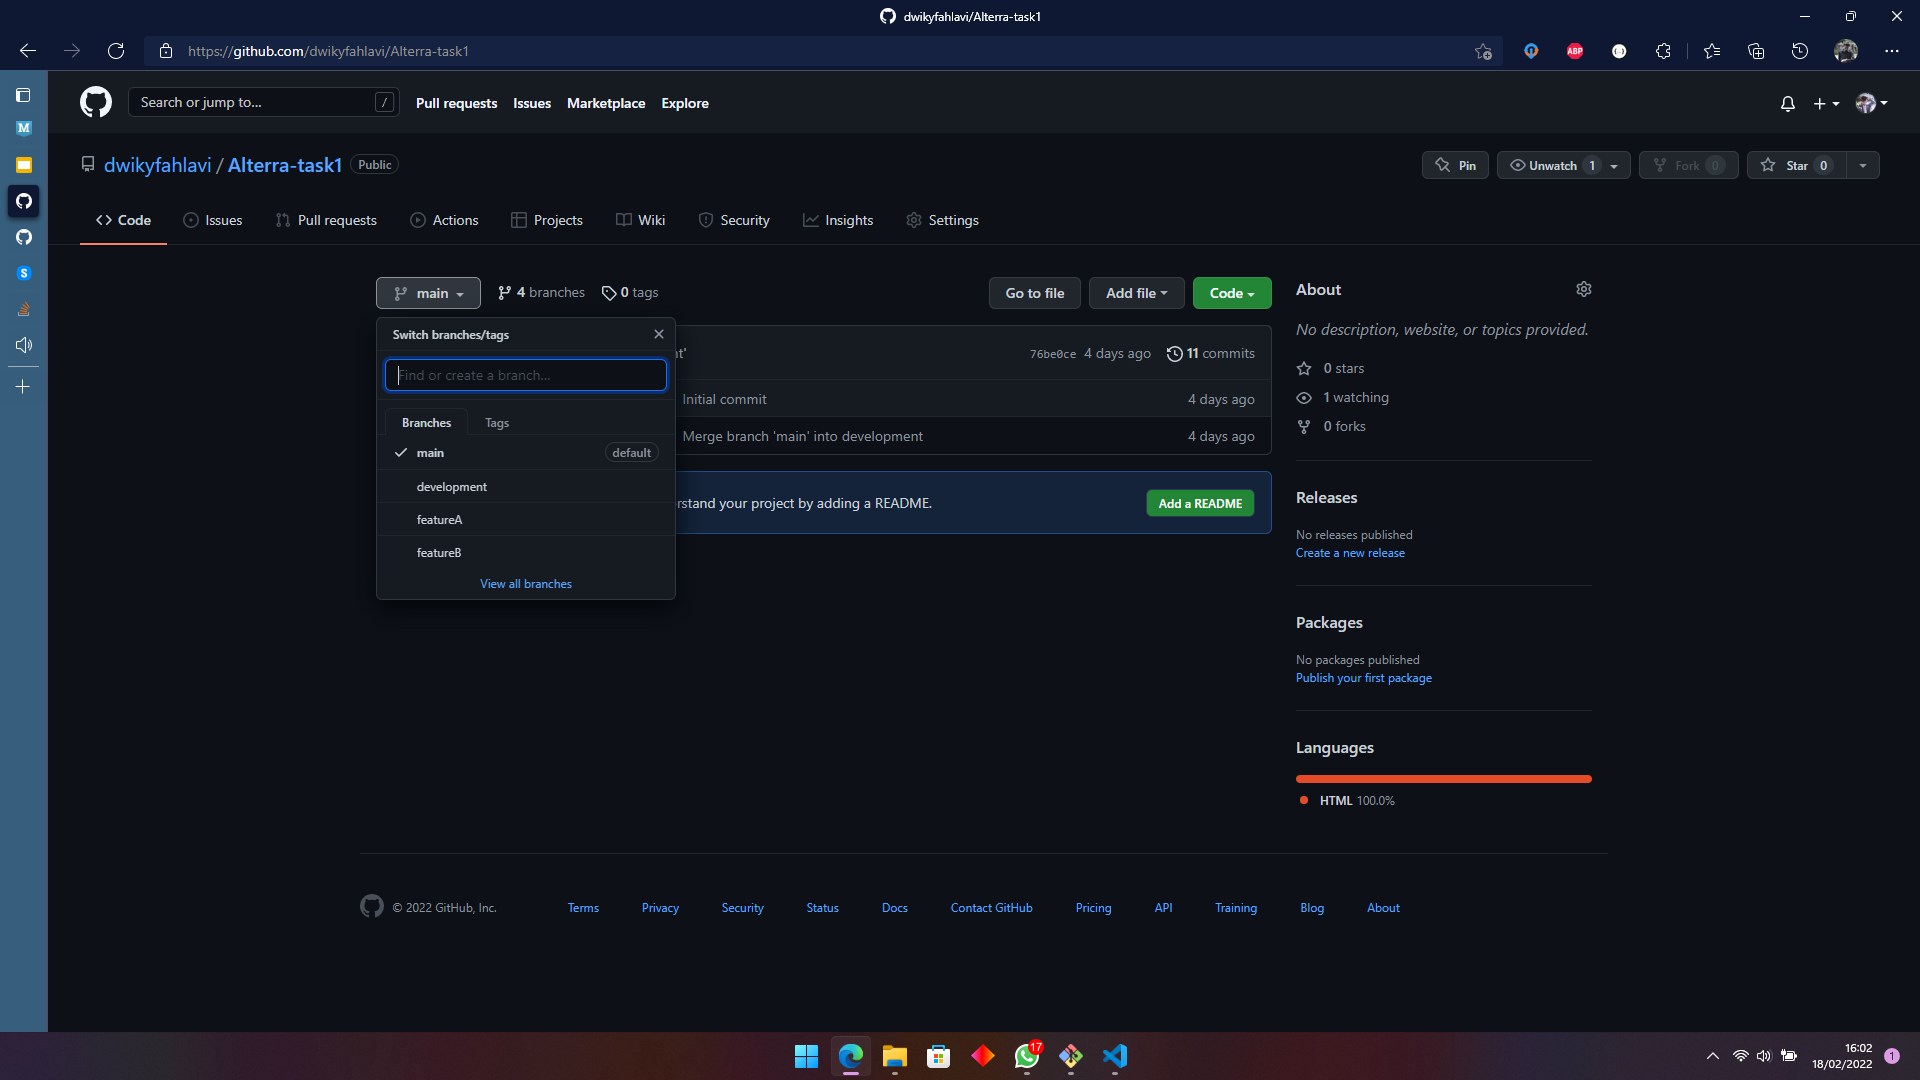 dwikyfahlavi/Alterra-task1
https://github.com/dwikyfahlavi/Alterra-task1
ABP
M
S
Search or jump to...
/
Pull requests
Issues
Marketplace
Explore
dwikyfahlavi / Alterra-task1
Public
Pin
Unwatch 1
Fork 0
Star 0
Code
Issues
Pull requests
Actions
Projects
Wiki
Security
Insights
Settings
main
4 branches
0 tags
Go to file
Add file
Code
Switch branches/tags
Find or create a branch...
Branches
Tags
main
default
development
featureA
featureB
View all branches
nt'
76be0ce 4 days ago
11 commits
Initial commit
4 days ago
Merge branch 'main' into development
4 days ago
erstand your project by adding a README.
Add a README
About
No description, website, or topics provided.
0 stars
1 watching
0 forks
Releases
No releases published
Create a new release
Packages
No packages published
Publish your first package
Languages
HTML 100.0%
© 2022 GitHub, Inc.
Terms
Privacy
Security
Status
Docs
Contact GitHub
Pricing
API
Training
Blog
About
17
16:02
18/02/2022
1